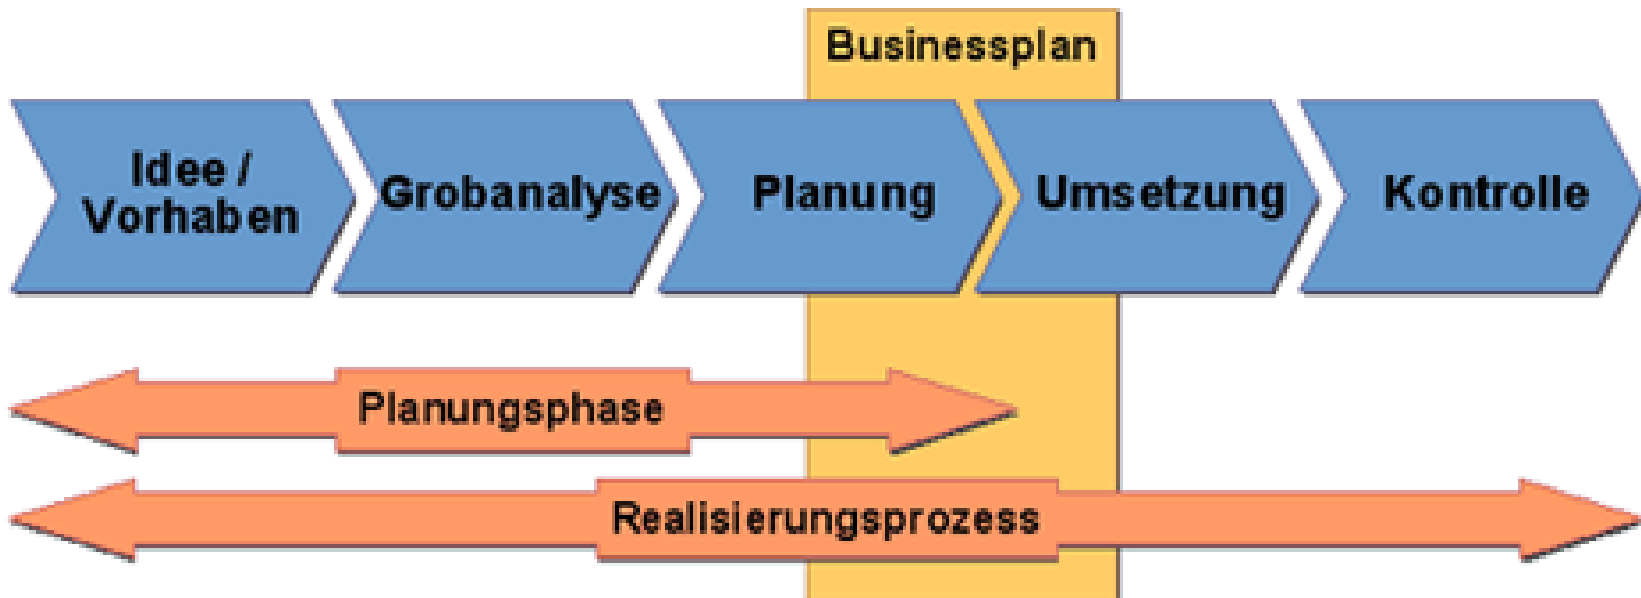 Businessplan
Idee /
Vorhaben
Grobanalyse
Planung
Umsetzung
Kontrolle
Planungsphase
Realisierungsprozess